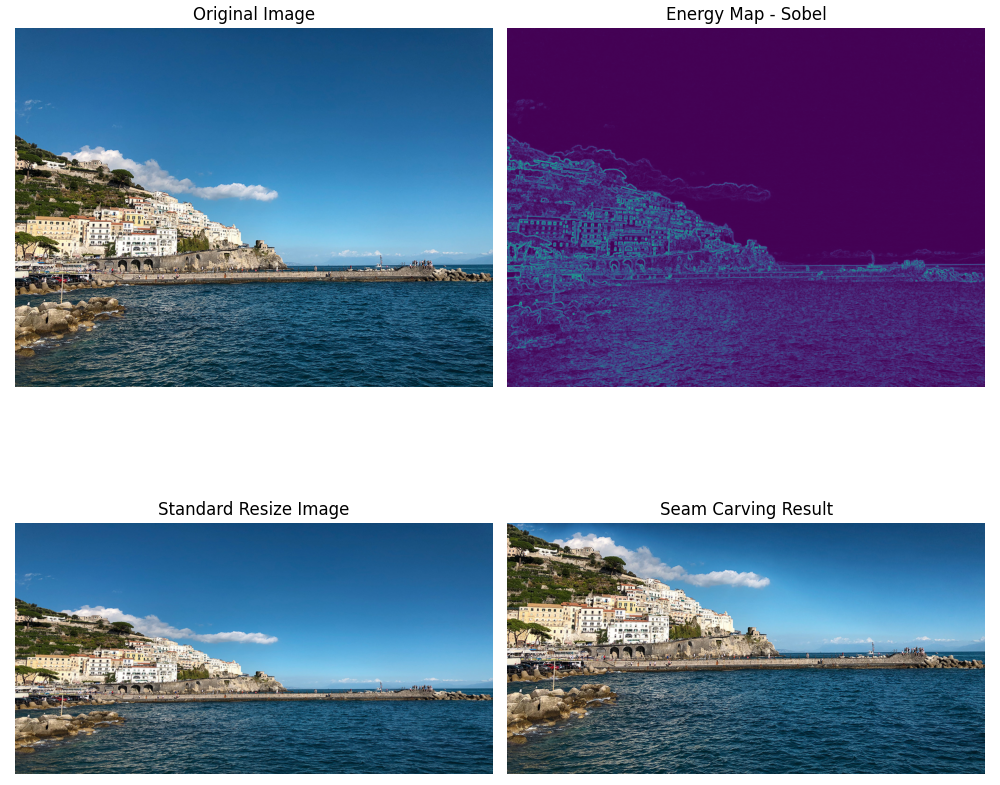 Original Image
Energy Map - Sobel
Standard Resize Image
Seam Carving Result